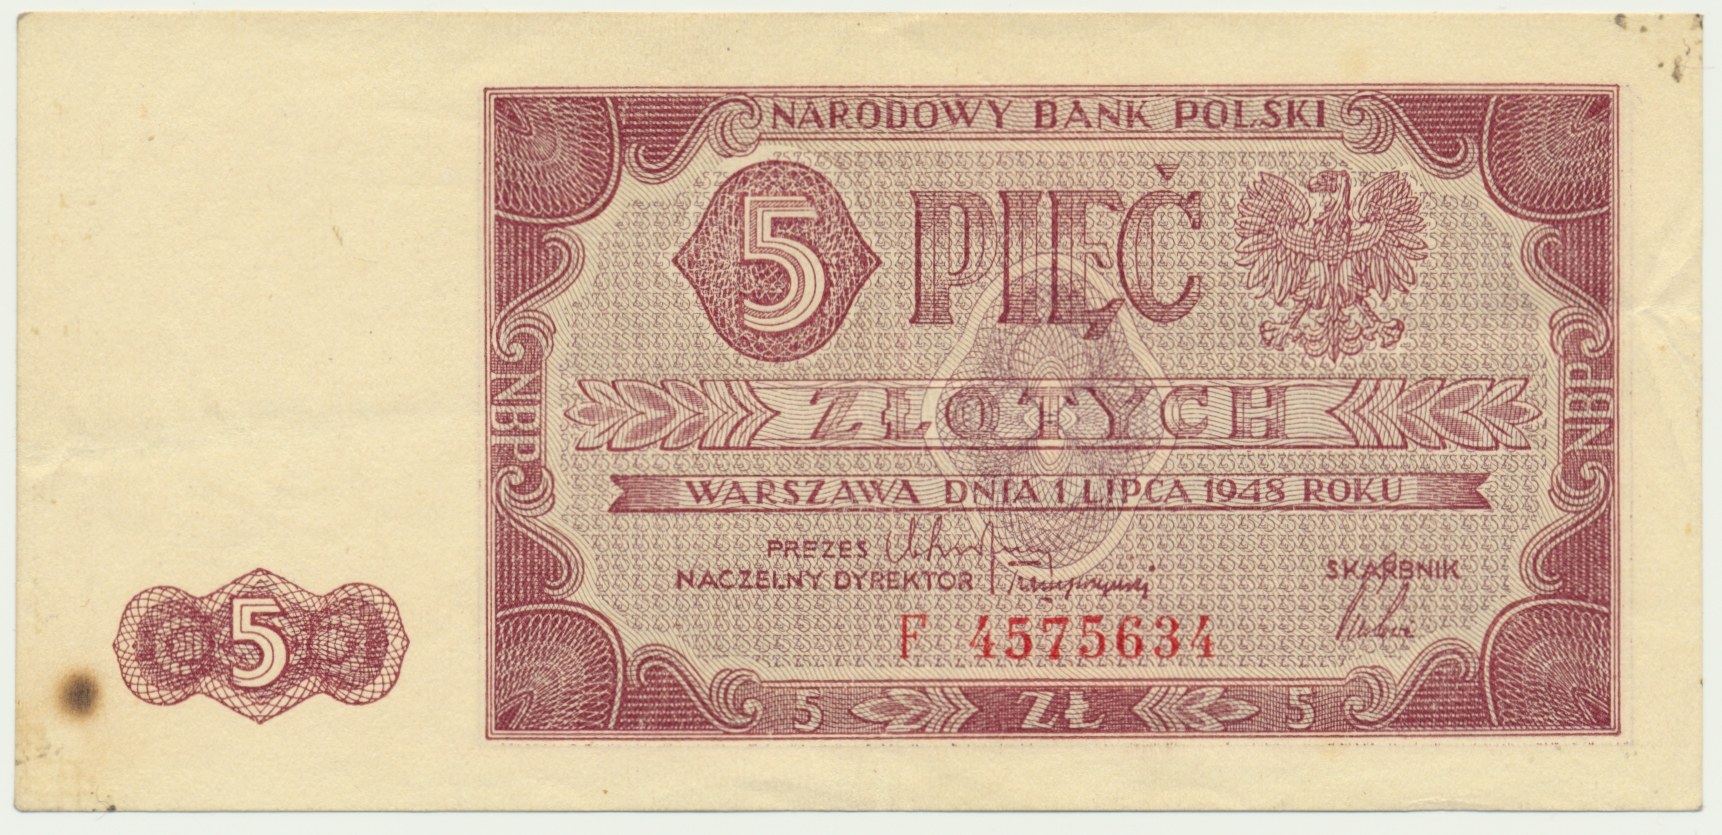 NARODOWY BANK POLSKI
5 PIĘĆ
ZŁOTYCH
NBP
NBP
WARSZAWA DNIA 1 LIPCA 1948 ROKU
PREZES
NACZELNY DYREKTOR
SKARBNIK
F 4575634
5
5 ZŁ 5